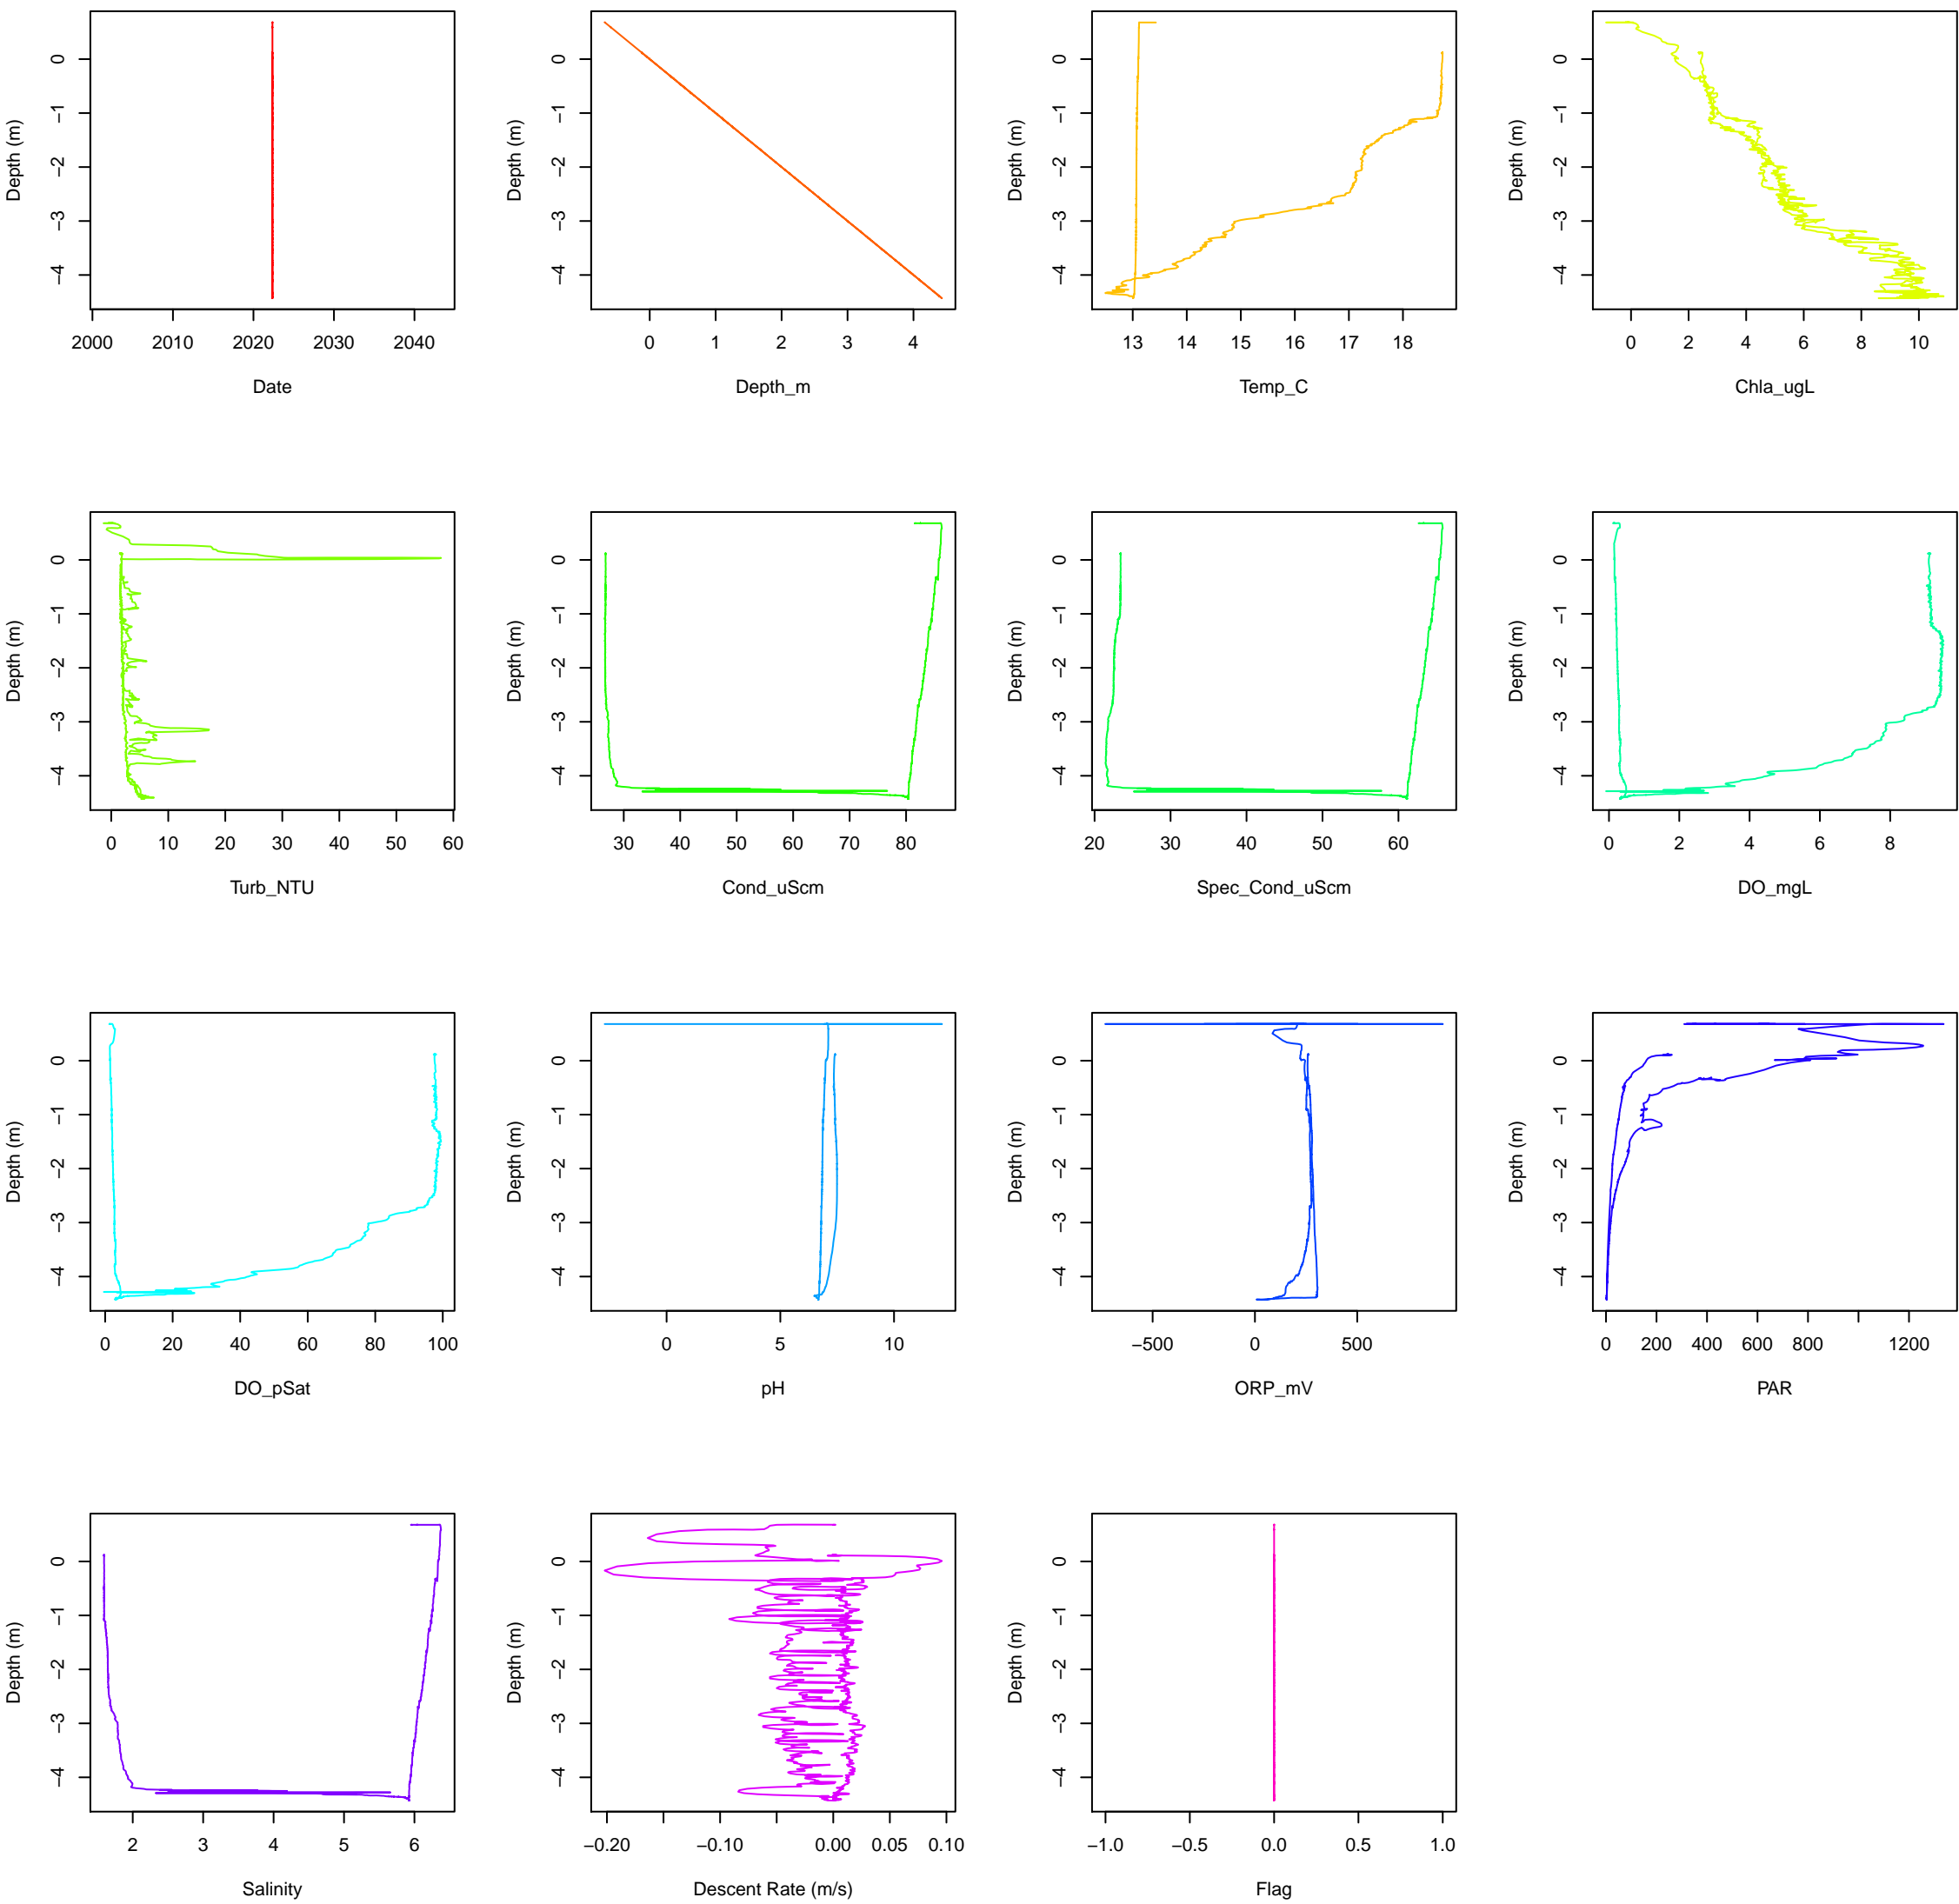 Depth (m)
0
−1
−2
−3
−4
2000 2010 2020 2030 2040
Date
Depth (m)
0
−1
−2
−3
−4
0 1 2 3 4
Depth_m
Depth (m)
0
−1
−2
−3
−4
13 14 15 16 17 18
Temp_C
Depth (m)
0
−1
−2
−3
−4
0 2 4 6 8 10
Chla_ugL
Depth (m)
0
−1
−2
−3
−4
0 10 20 30 40 50 60
Turb_NTU
Depth (m)
0
−1
−2
−3
−4
30 40 50 60 70 80
Cond_uScm
Depth (m)
0
−1
−2
−3
−4
20 30 40 50 60
Spec_Cond_uScm
Depth (m)
0
−1
−2
−3
−4
0 2 4 6 8
DO_mgL
Depth (m)
0
−1
−2
−3
−4
0 20 40 60 80 100
DO_pSat
Depth (m)
0
−1
−2
−3
−4
0 5 10
pH
Depth (m)
0
−1
−2
−3
−4
−500 0 500
ORP_mV
Depth (m)
0
−1
−2
−3
−4
0 200 400 600 800 1200
PAR
Depth (m)
0
−1
−2
−3
−4
2 3 4 5 6
Salinity
Depth (m)
0
−1
−2
−3
−4
−0.20 −0.10 0.00 0.05 0.10
Descent Rate (m/s)
Depth (m)
0
−1
−2
−3
−4
−1.0 −0.5 0.0 0.5 1.0
Flag